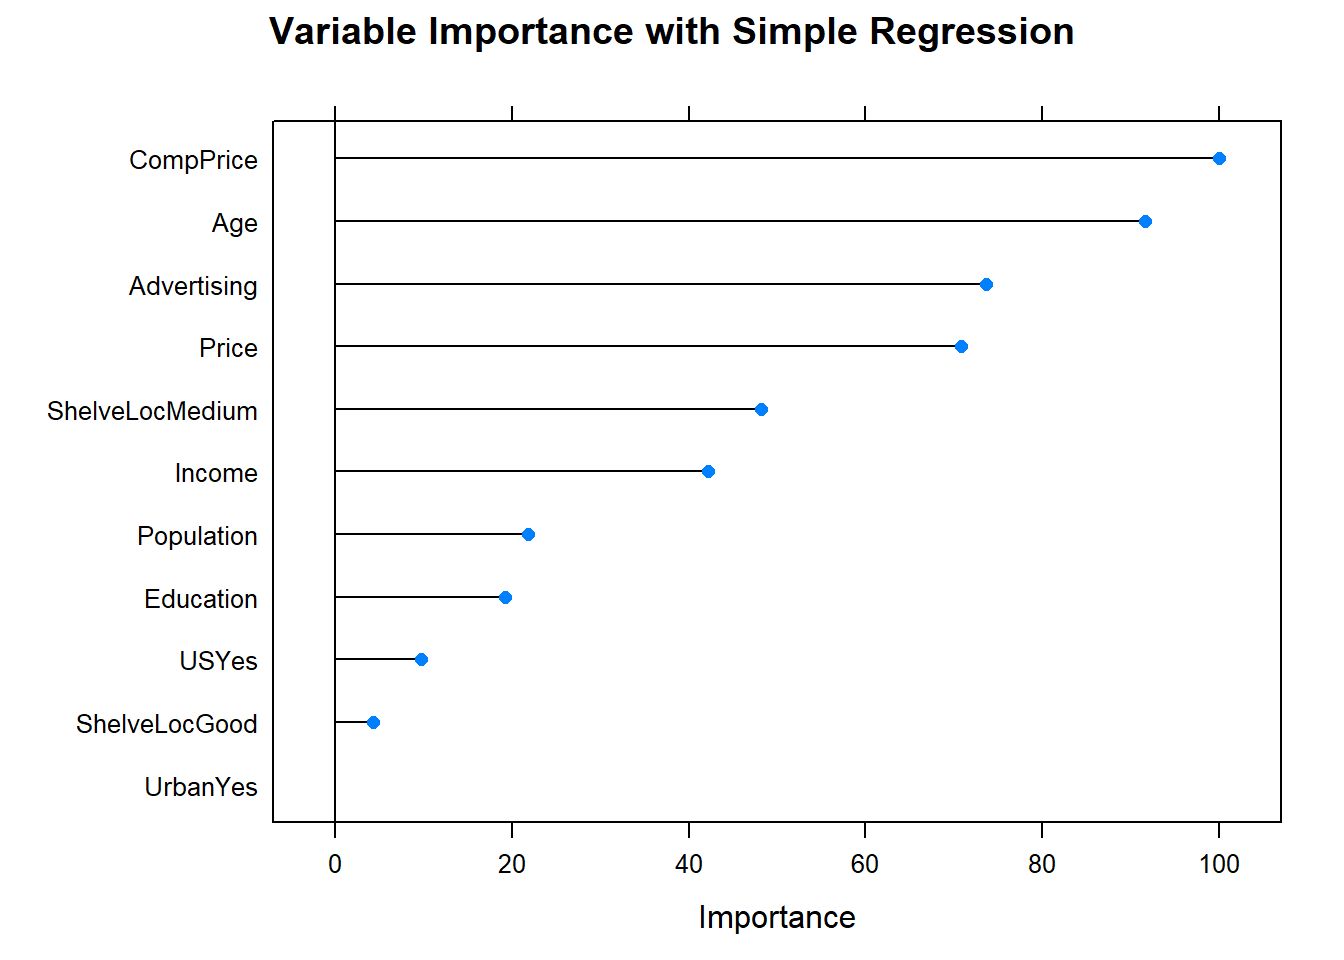 Variable Importance with Simple Regression
CompPrice
Age
Advertising
Price
ShelveLocMedium
Income
Population
Education
USYes
ShelveLocGood
UrbanYes
0 20 40 60 80 100
Importance